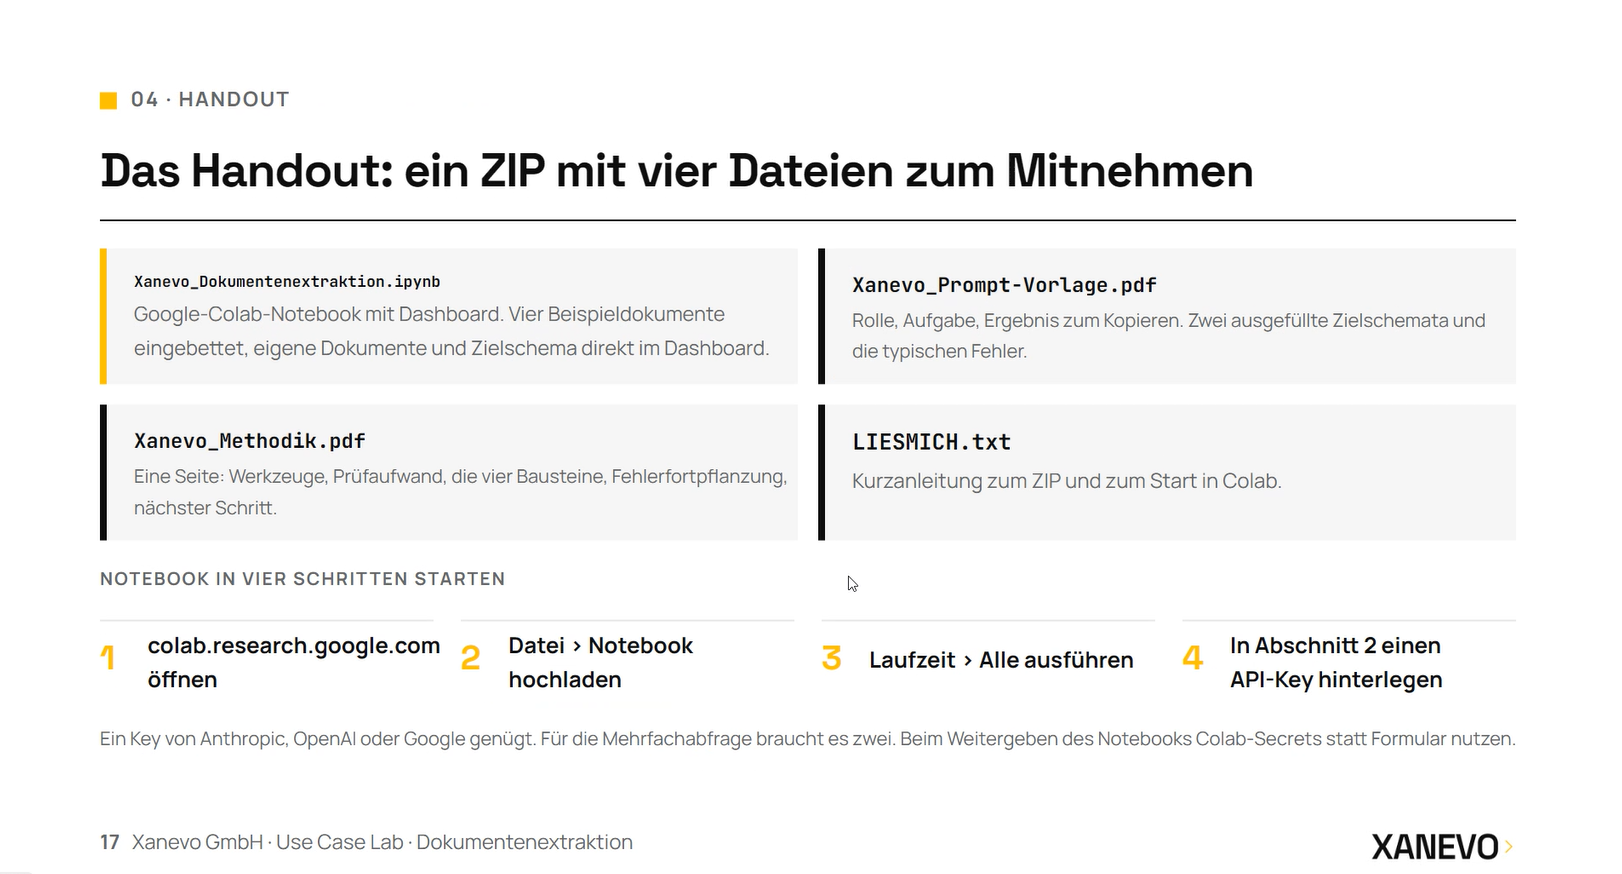 04 · HANDOUT
Das Handout: ein ZIP mit vier Dateien zum Mitnehmen
Xanevo_Dokumentenextraktion.ipynb
Google-Colab-Notebook mit Dashboard. Vier Beispieldokumente
eingebettet, eigene Dokumente und Zielschema direkt im Dashboard.
Xanevo_Prompt-Vorlage.pdf
Rolle, Aufgabe, Ergebnis zum Kopieren. Zwei ausgefüllte Zielschemata und
die typischen Fehler.
Xanevo_Methodik.pdf
Eine Seite: Werkzeuge, Prüfaufwand, die vier Bausteine, Fehlerfortpflanzung,
nächster Schritt.
LIESMICH.txt
Kurzanleitung zum ZIP und zum Start in Colab.
NOTEBOOK IN VIER SCHRITTEN STARTEN
1 colab.research.google.com
öffnen
2 Datei › Notebook
hochladen
3 Laufzeit › Alle ausführen
4 In Abschnitt 2 einen
API-Key hinterlegen
Ein Key von Anthropic, OpenAI oder Google genügt. Für die Mehrfachabfrage braucht es zwei. Beim Weitergeben des Notebooks Colab-Secrets statt Formular nutzen.
17 Xanevo GmbH · Use Case Lab · Dokumentenextraktion
XANEVO›